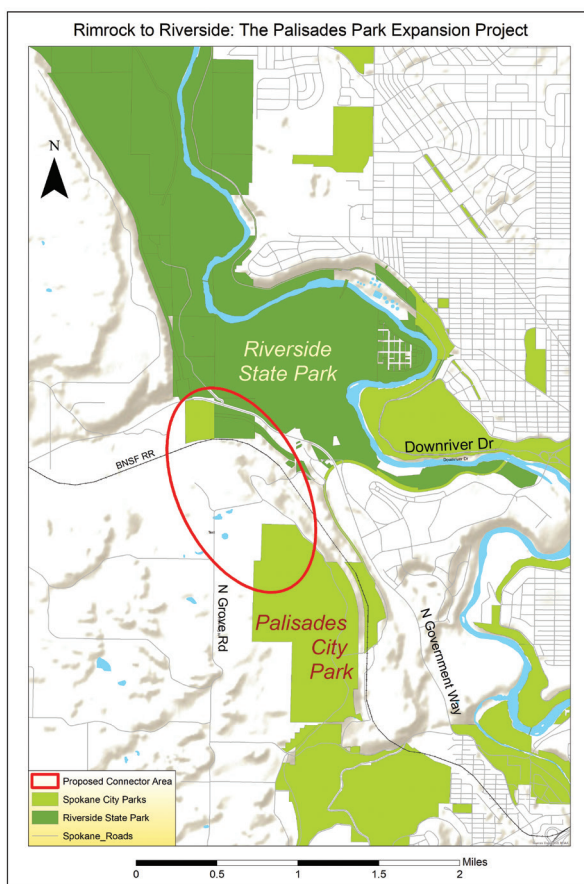 Rimrock to Riverside: The Palisades Park Expansion Project
N
Riverside
State Park
Downriver Dr
Downriver Dr
BNSF RR
N Grove Rd
Palisades
City
Park
N Government Way
Proposed Connector Area
Spokane City Parks
Riverside State Park
Spokane_Roads
0 0.5 1 1.5 2 Miles